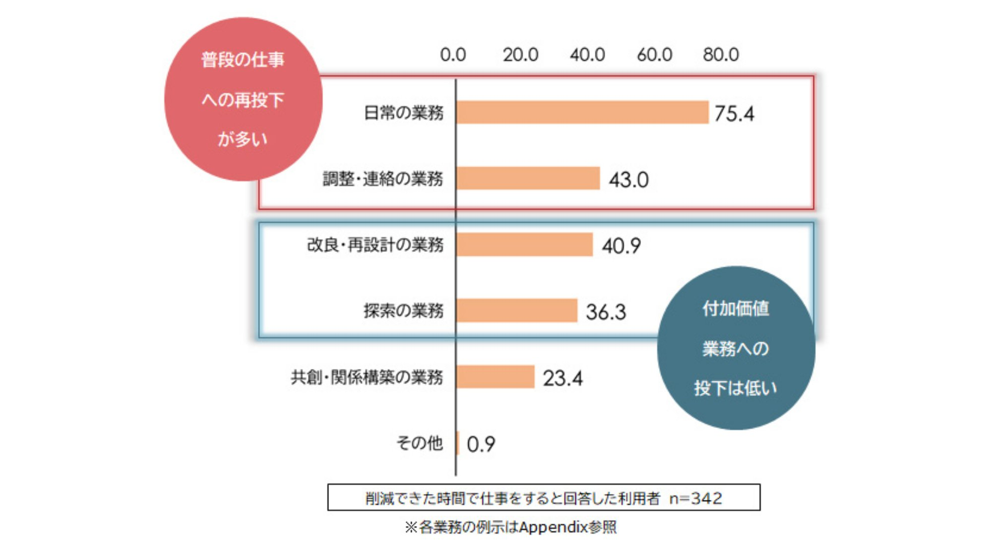 普段の仕事
への再投下
が多い
0.0 20.0 40.0 60.0 80.0
日常の業務 75.4
調整・連絡の業務 43.0
改良・再設計の業務 40.9
探索の業務 36.3
付加価値
業務への
投下は低い
共創・関係構築の業務 23.4
その他 0.9
削減できた時間で仕事をすると回答した利用者 n=342
※各業務の例示はAppendix参照